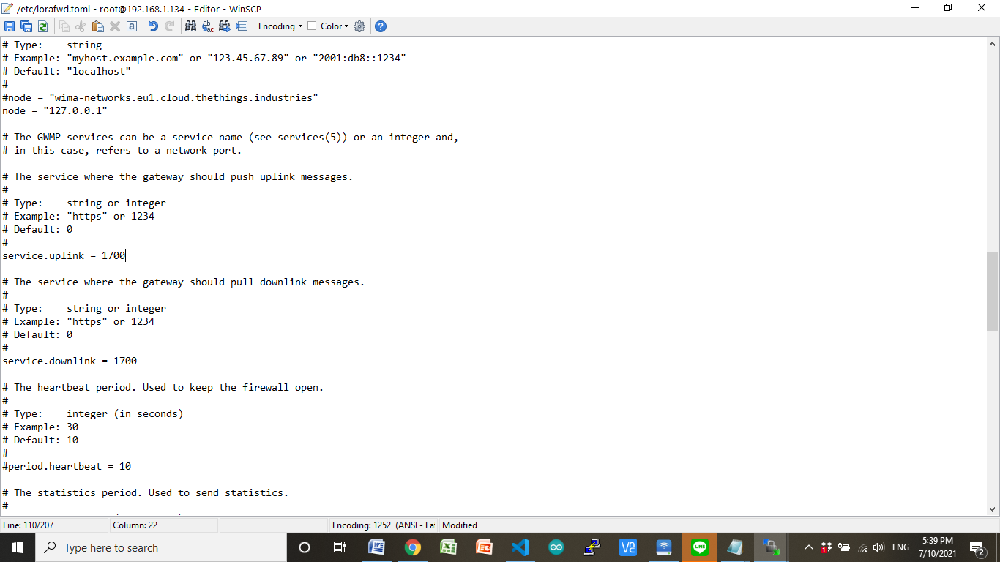 /etc/lorafwd.toml - root@192.168.1.134 - Editor - WinSCP
Encoding Color
# Type:    string
# Example: "myhost.example.com" or "123.45.67.89" or "2001:db8::1234"
# Default: "localhost"
#
#node = "wima-networks.eu1.cloud.thethings.industries"
node = "127.0.0.1"
# The GWMP services can be a service name (see services(5)) or an integer and,
# in this case, refers to a network port.
# The service where the gateway should push uplink messages.
#
# Type:    string or integer
# Example: "https" or 1234
# Default: 0
#
service.uplink = 1700
# The service where the gateway should pull downlink messages.
#
# Type:    string or integer
# Example: "https" or 1234
# Default: 0
#
service.downlink = 1700
# The heartbeat period. Used to keep the firewall open.
#
# Type:    integer (in seconds)
# Example: 30
# Default: 10
#
#period.heartbeat = 10
# The statistics period. Used to send statistics.
#
Line: 110/207 Column: 22 Encoding: 1252 (ANSI - La Modified
Type here to search
LINE
ENG
5:39 PM
7/10/2021
2